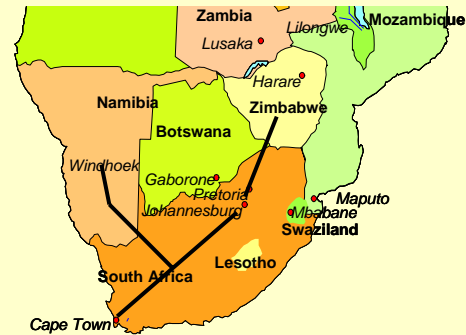 Zambia
Mozambique
Lilongwe
Lusaka
Harare
Namibia
Zimbabwe
Botswana
Windhoek
Gaborone
Pretoria
Maputo
Johannesburg
Mbabane
Swaziland
Lesotho
South Africa
Cape Town